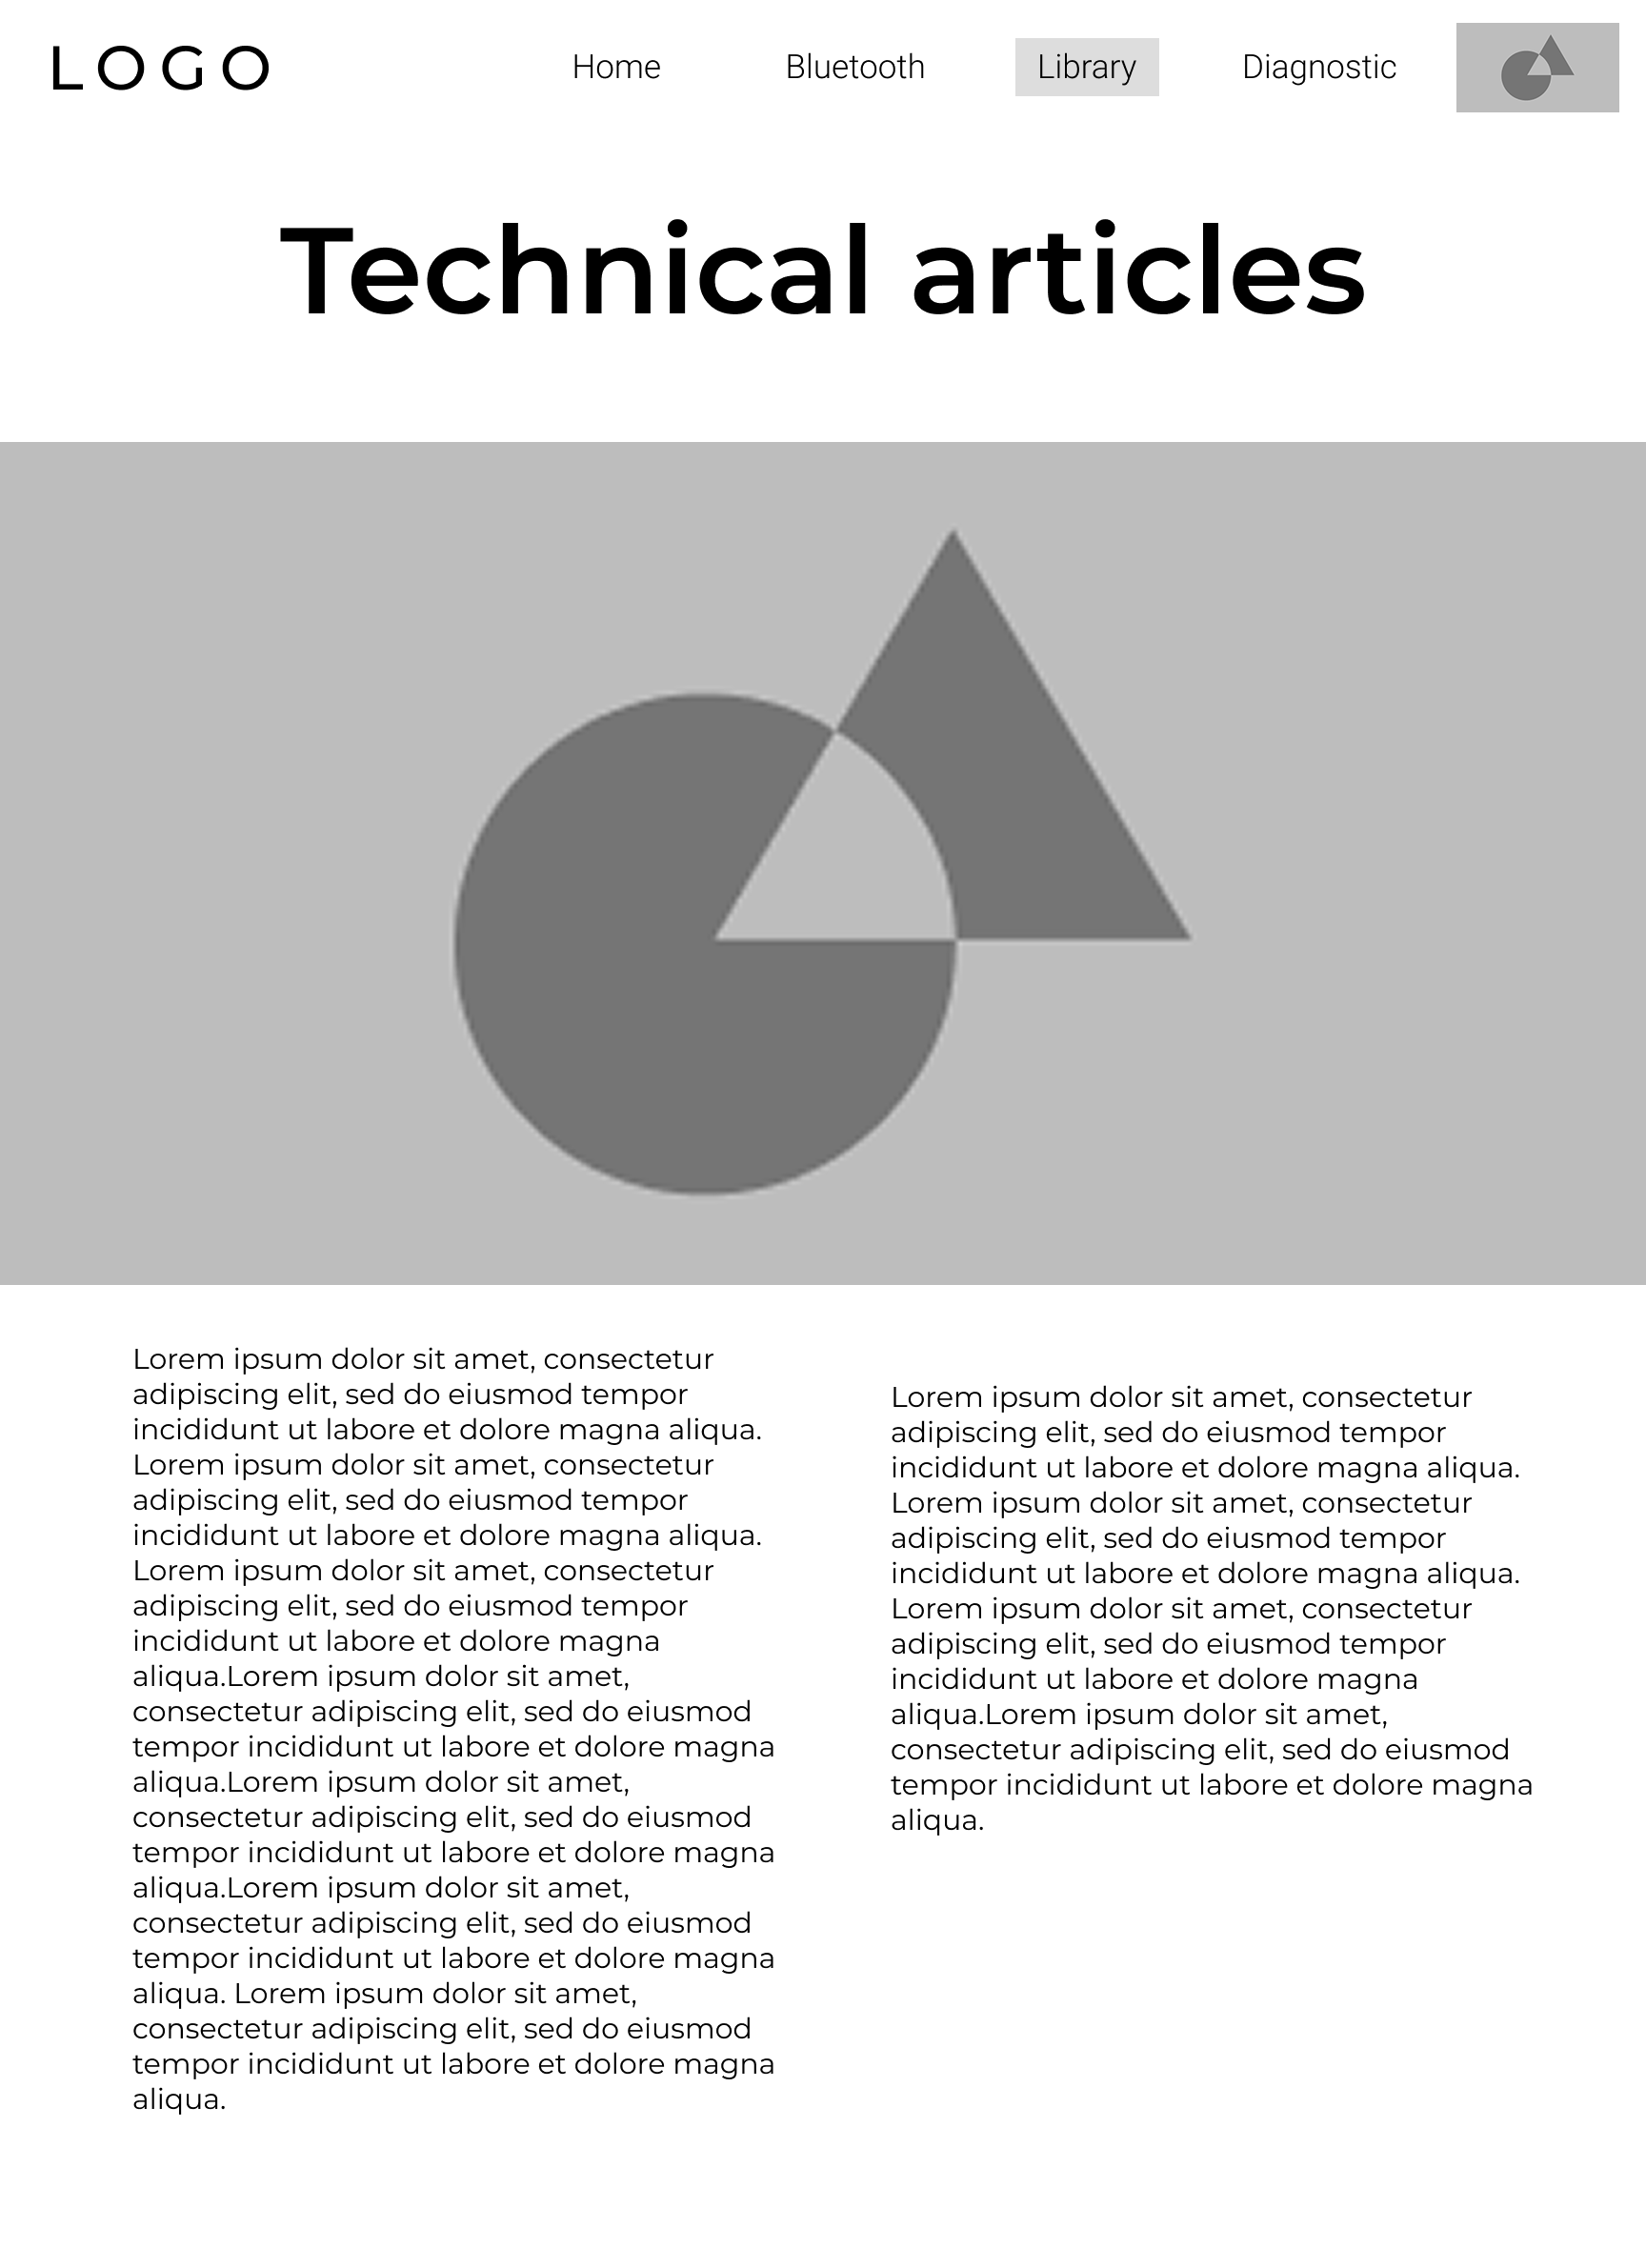 LOGO
Home Bluetooth Library Diagnostic
Technical articles
Lorem ipsum dolor sit amet, consectetur
adipiscing elit, sed do eiusmod tempor
incididunt ut labore et dolore magna aliqua.
Lorem ipsum dolor sit amet, consectetur
adipiscing elit, sed do eiusmod tempor
incididunt ut labore et dolore magna aliqua.
Lorem ipsum dolor sit amet, consectetur
adipiscing elit, sed do eiusmod tempor
incididunt ut labore et dolore magna
aliqua.Lorem ipsum dolor sit amet,
consectetur adipiscing elit, sed do eiusmod
tempor incididunt ut labore et dolore magna
aliqua.Lorem ipsum dolor sit amet,
consectetur adipiscing elit, sed do eiusmod
tempor incididunt ut labore et dolore magna
aliqua.Lorem ipsum dolor sit amet,
consectetur adipiscing elit, sed do eiusmod
tempor incididunt ut labore et dolore magna
aliqua. Lorem ipsum dolor sit amet,
consectetur adipiscing elit, sed do eiusmod
tempor incididunt ut labore et dolore magna
aliqua.
Lorem ipsum dolor sit amet, consectetur
adipiscing elit, sed do eiusmod tempor
incididunt ut labore et dolore magna aliqua.
Lorem ipsum dolor sit amet, consectetur
adipiscing elit, sed do eiusmod tempor
incididunt ut labore et dolore magna aliqua.
Lorem ipsum dolor sit amet, consectetur
adipiscing elit, sed do eiusmod tempor
incididunt ut labore et dolore magna
aliqua.Lorem ipsum dolor sit amet,
consectetur adipiscing elit, sed do eiusmod
tempor incididunt ut labore et dolore magna
aliqua.